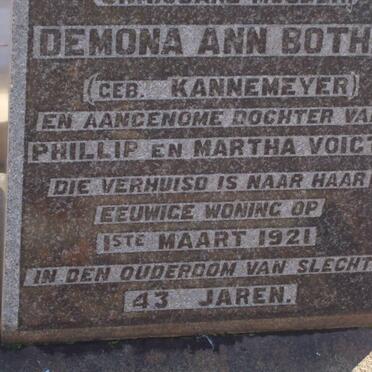 DEMONA ANN BOTH
(GEB. KANNEMEYER)
EN AANGENOME DOCHTER VA
PHILLIP EN MARTHA VOIGT
DIE VERHUISD IS NAAR HAAR
EEUWIGE WONING OP
1STE MAART 1921
IN DEN OUDERDOM VAN SLECHT
43 JAREN.